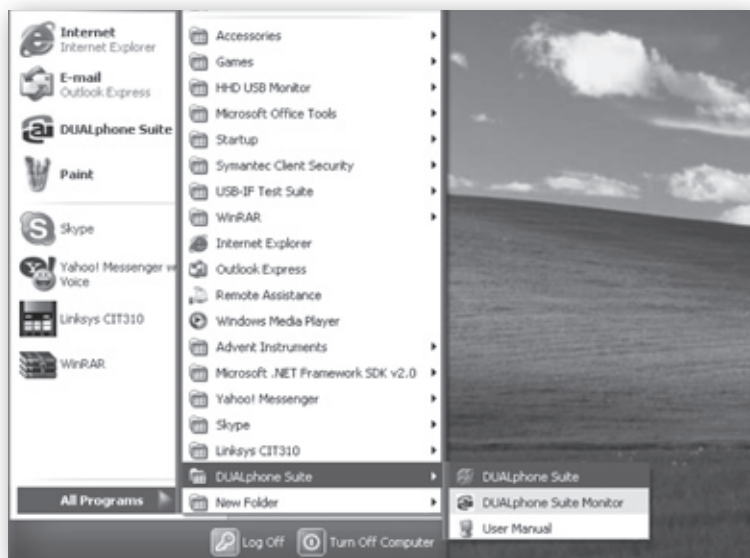 Internet
Internet Explorer
E-mail
Outlook Express
DUALphone Suite
Paint
Skype
Yahoo! Messenger w
Voice
Linksys CIT310
WinRAR
All Programs
Accessories
Games
HHD USB Monitor
Microsoft Office Tools
Startup
Symantec Client Security
USB-IF Test Suite
WinRAR
Internet Explorer
Outlook Express
Remote Assistance
Windows Media Player
Advent Instruments
Microsoft .NET Framework SDK v2.0
Yahoo! Messenger
Skype
Linksys CIT310
DUALphone Suite
New Folder
DUALphone Suite
DUALphone Suite Monitor
User Manual
Log Off
Turn Off Computer